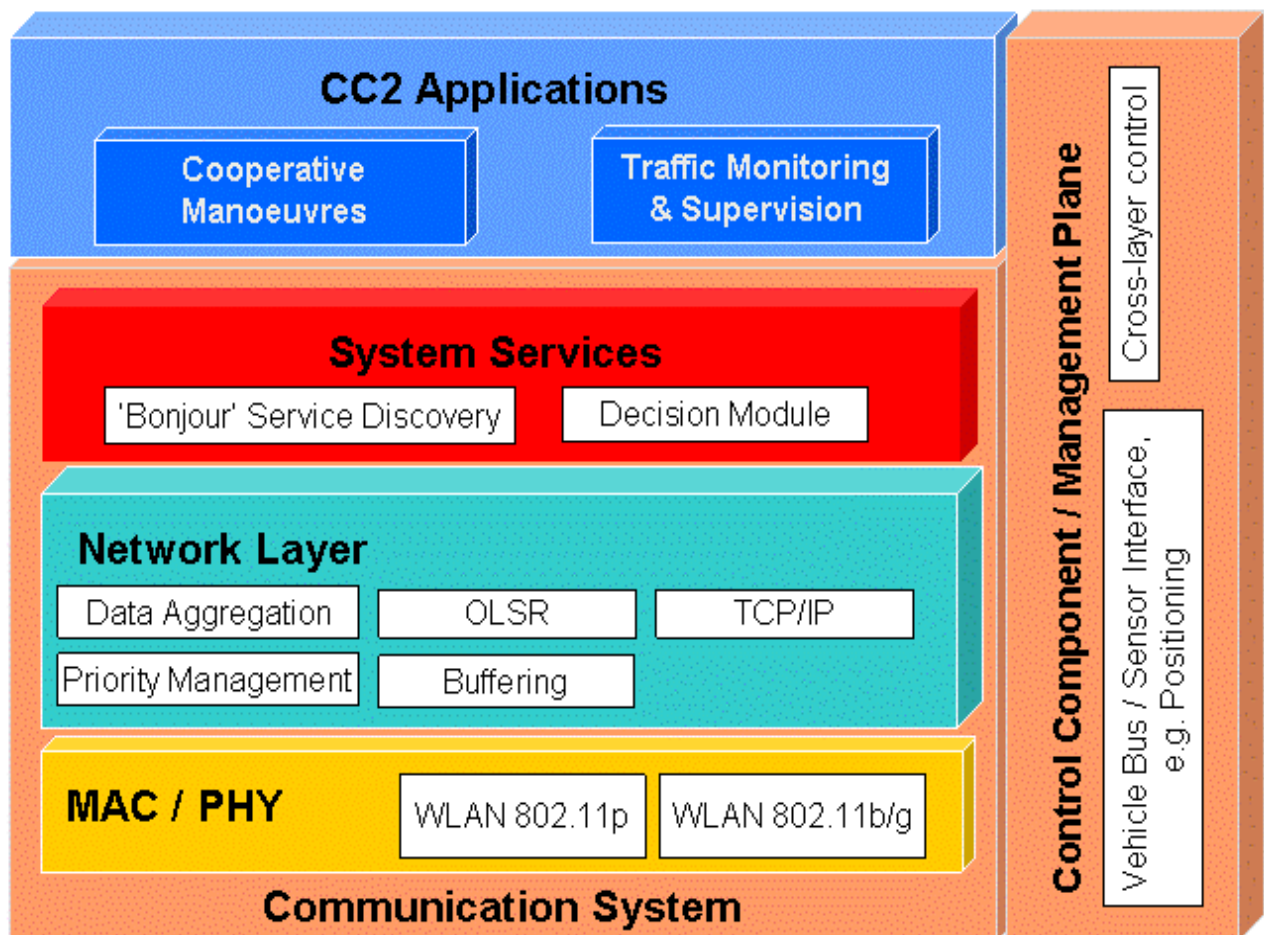 CC2 Applications
Cooperative
Manoeuvres
Traffic Monitoring
& Supervision
System Services
'Bonjour' Service Discovery
Decision Module
Network Layer
Data Aggregation
OLSR
TCP/IP
Priority Management
Buffering
MAC / PHY
WLAN 802.11p
WLAN 802.11b/g
Communication System
Control Component / Management Plane
Cross-layer control
Vehicle Bus / Sensor Interface,
e.g. Positioning